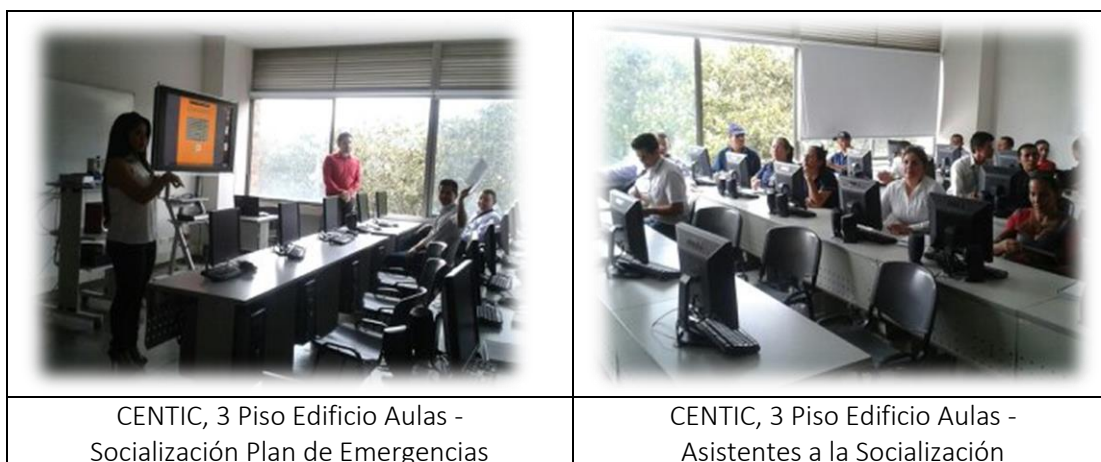 CENTIC, 3 Piso Edificio Aulas -
Socialización Plan de Emergencias
CENTIC, 3 Piso Edificio Aulas -
Asistentes a la Socialización